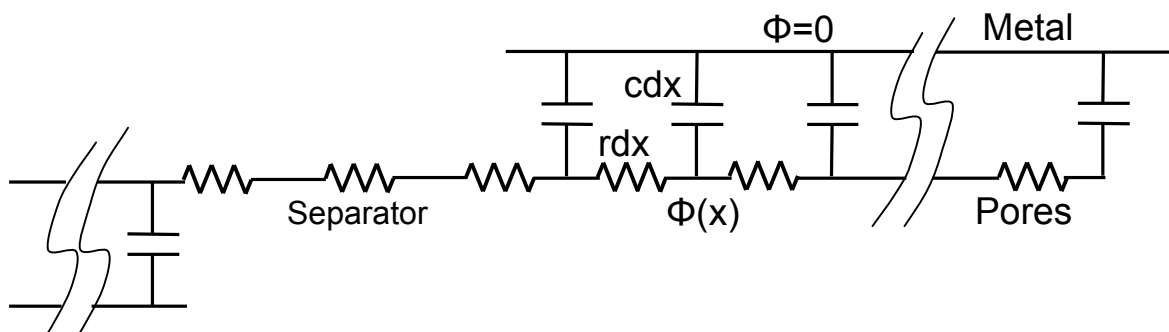 Φ=0
Metal
cdx
rdx
Separator
Φ(x)
Pores